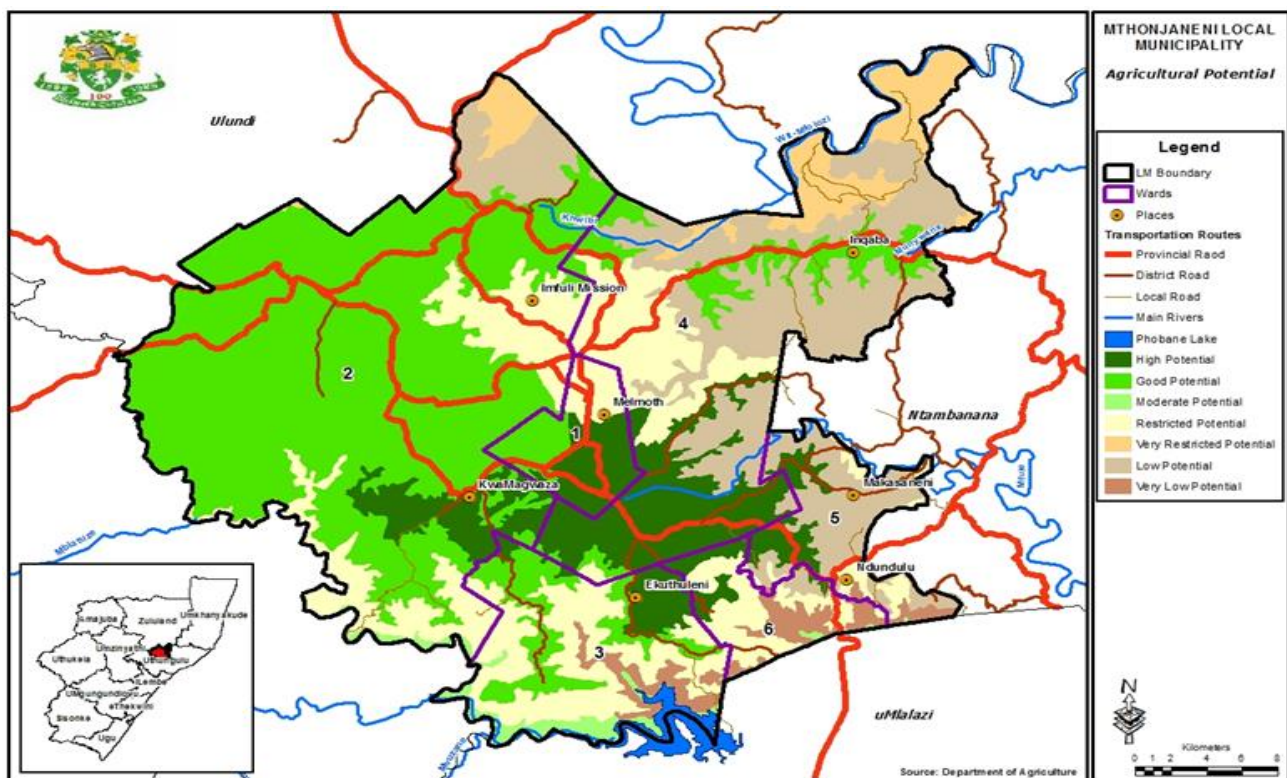 MTHONJANENI LOCAL
MUNICIPALITY
Agricultural Potential
Legend
LM Boundary
Wards
Places
Transportation Routes
Provincial Raod
District Road
Local Road
Main Rivers
Phobane Lake
High Potential
Good Potential
Moderate Potential
Restricted Potential
Very Restricted Potential
Low Potential
Very Low Potential
N
Kilometers
0 1 2 4 6 8
Source: Department of Agriculture
100
Ulundi
Wit-Mfolozi
Inqaba
Imfuli Mission
4
2
Melmoth
Ntambanana
1
KwaMagwaza
Makasaneni
5
Mhlatuze
Ndundulu
Ekuthuleni
6
3
uMlalazi
Amajuba
Zululand
Umkhanyakude
Umzinyathi
Uthukela
Uthungulu
iLembe
UMgungundlovu
eThekwini
Sisonke
Ugu